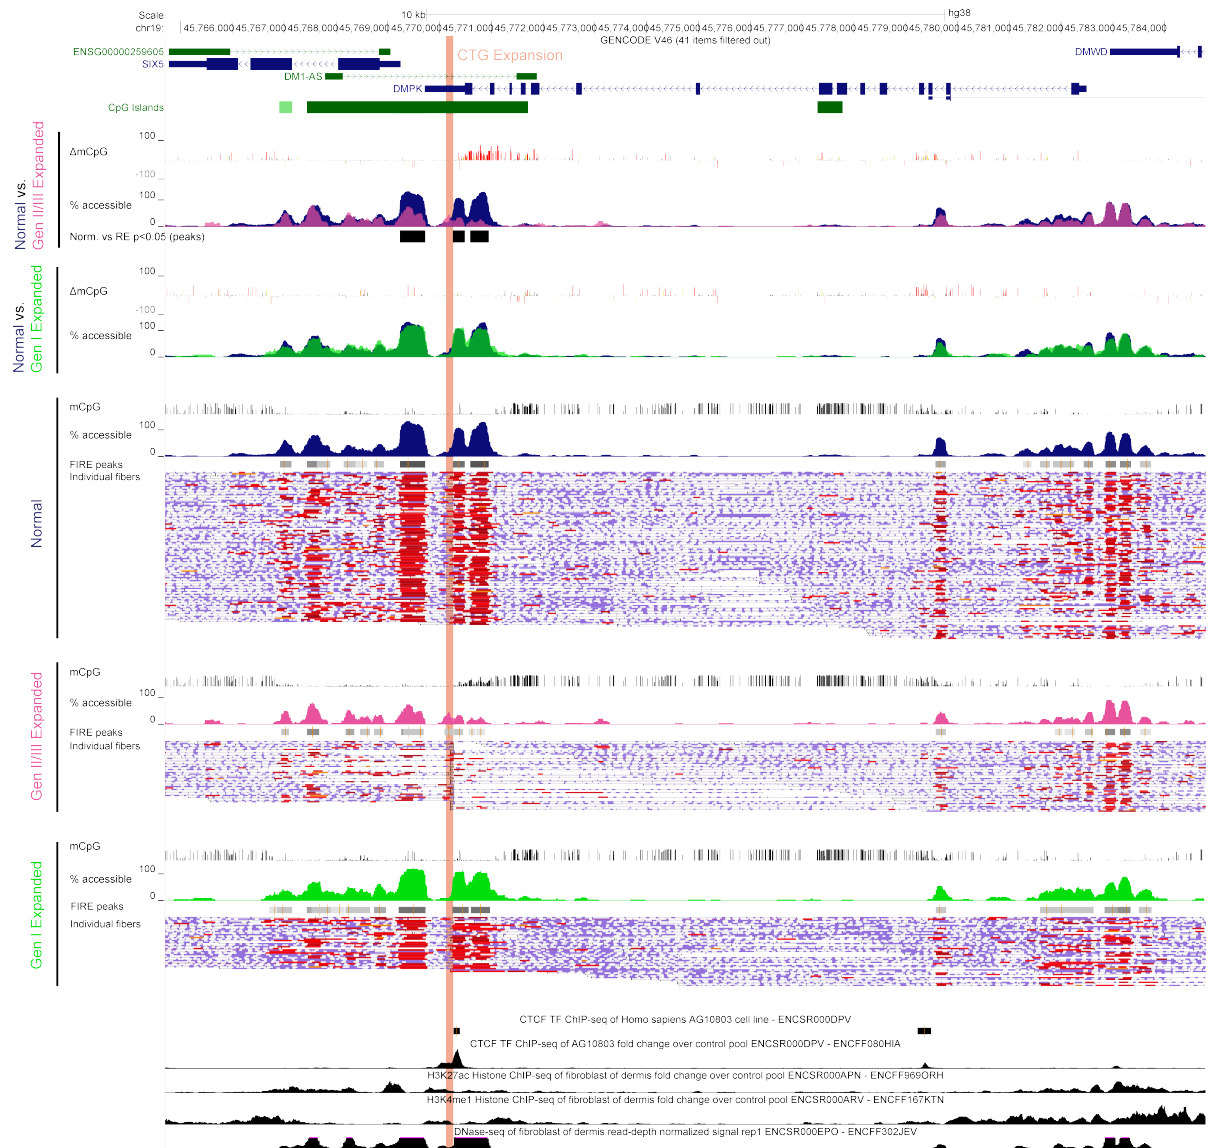 Scale 10 kb hg38
chr19: 45,766,000 45,767,000 45,768,000 45,769,000 45,770,000 45,771,000 45,772,000 45,773,000 45,774,000 45,775,000 45,776,000 45,777,000 45,778,000 45,779,000 45,780,000 45,781,000 45,782,000 45,783,000 45,784,000
GENCODE V46 (41 items filtered out)
ENSG00000259605 CTG Expansion DMWD
SIX5
DM1-AS
DMPK
CpG Islands
Normal vs.
Gen II/III Expanded
100
ΔmCpG
-100
100
% accessible
0
Norm. vs RE p<0.05 (peaks)
Normal vs.
Gen I Expanded
100
ΔmCpG
-100
100
% accessible
0
Normal
mCpG
100
% accessible
0
FIRE peaks
Individual fibers
Gen II/III Expanded
mCpG
100
% accessible
0
FIRE peaks
Individual fibers
Gen I Expanded
mCpG
100
% accessible
0
FIRE peaks
Individual fibers
CTCF TF ChIP-seq of Homo sapiens AG10803 cell line - ENCSR000DPV
CTCF TF ChIP-seq of AG10803 fold change over control pool ENCSR000DPV - ENCFF080HIA
H3K27ac Histone ChIP-seq of fibroblast of dermis fold change over control pool ENCSR000APN - ENCFF969ORH
H3K4me1 Histone ChIP-seq of fibroblast of dermis fold change over control pool ENCSR000ARV - ENCFF167KTN
DNase-seq of fibroblast of dermis read-depth normalized signal rep1 ENCSR000EPO - ENCFF302JEV